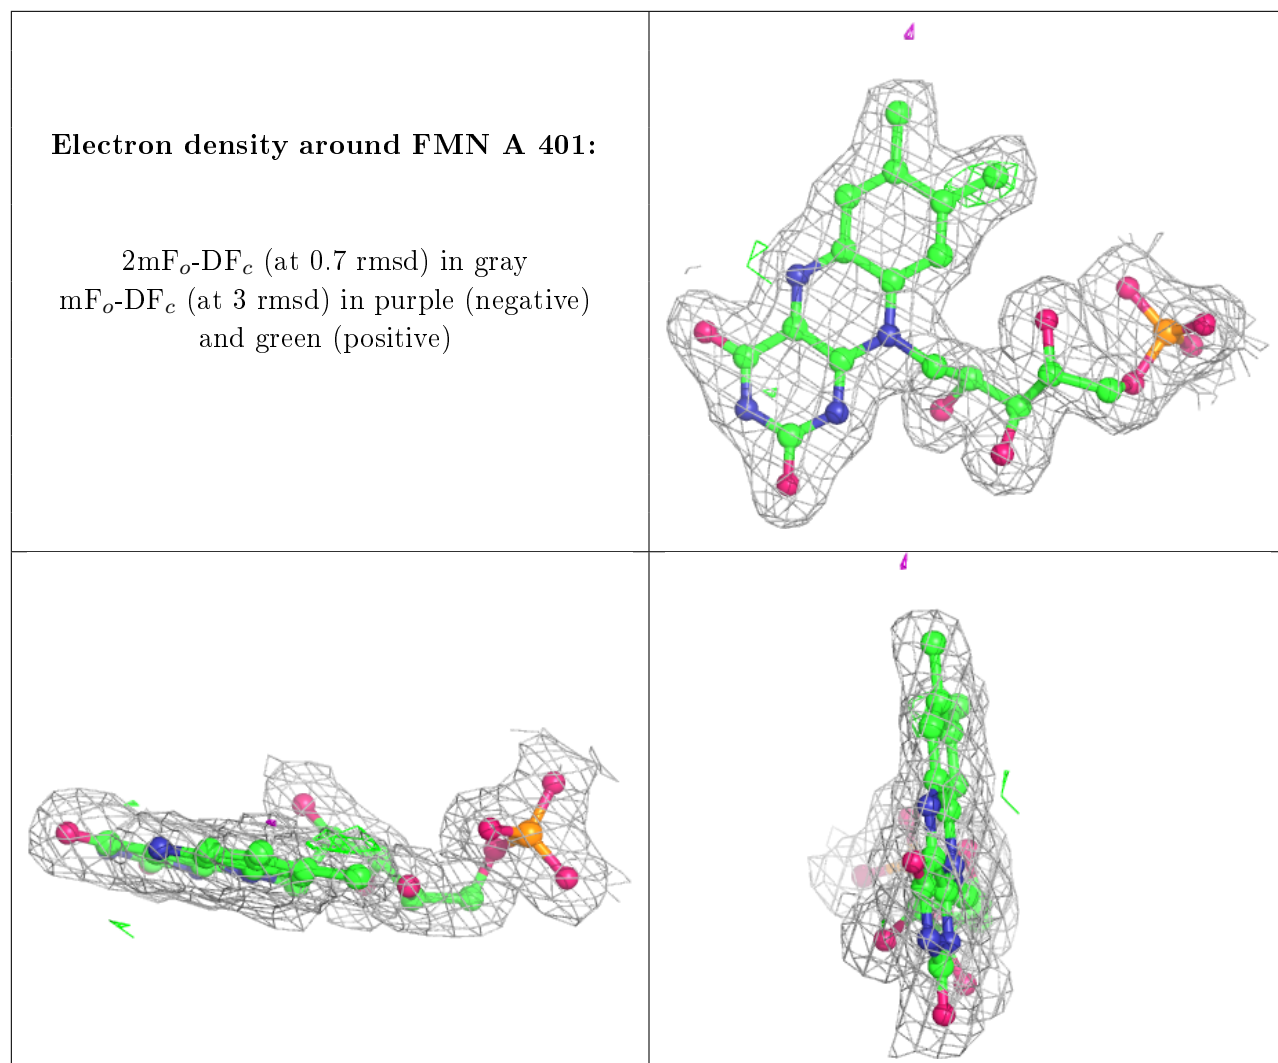 Electron density around FMN A 401:
2mFo-DFc (at 0.7 rmsd) in gray
mFo-DFc (at 3 rmsd) in purple (negative)
and green (positive)